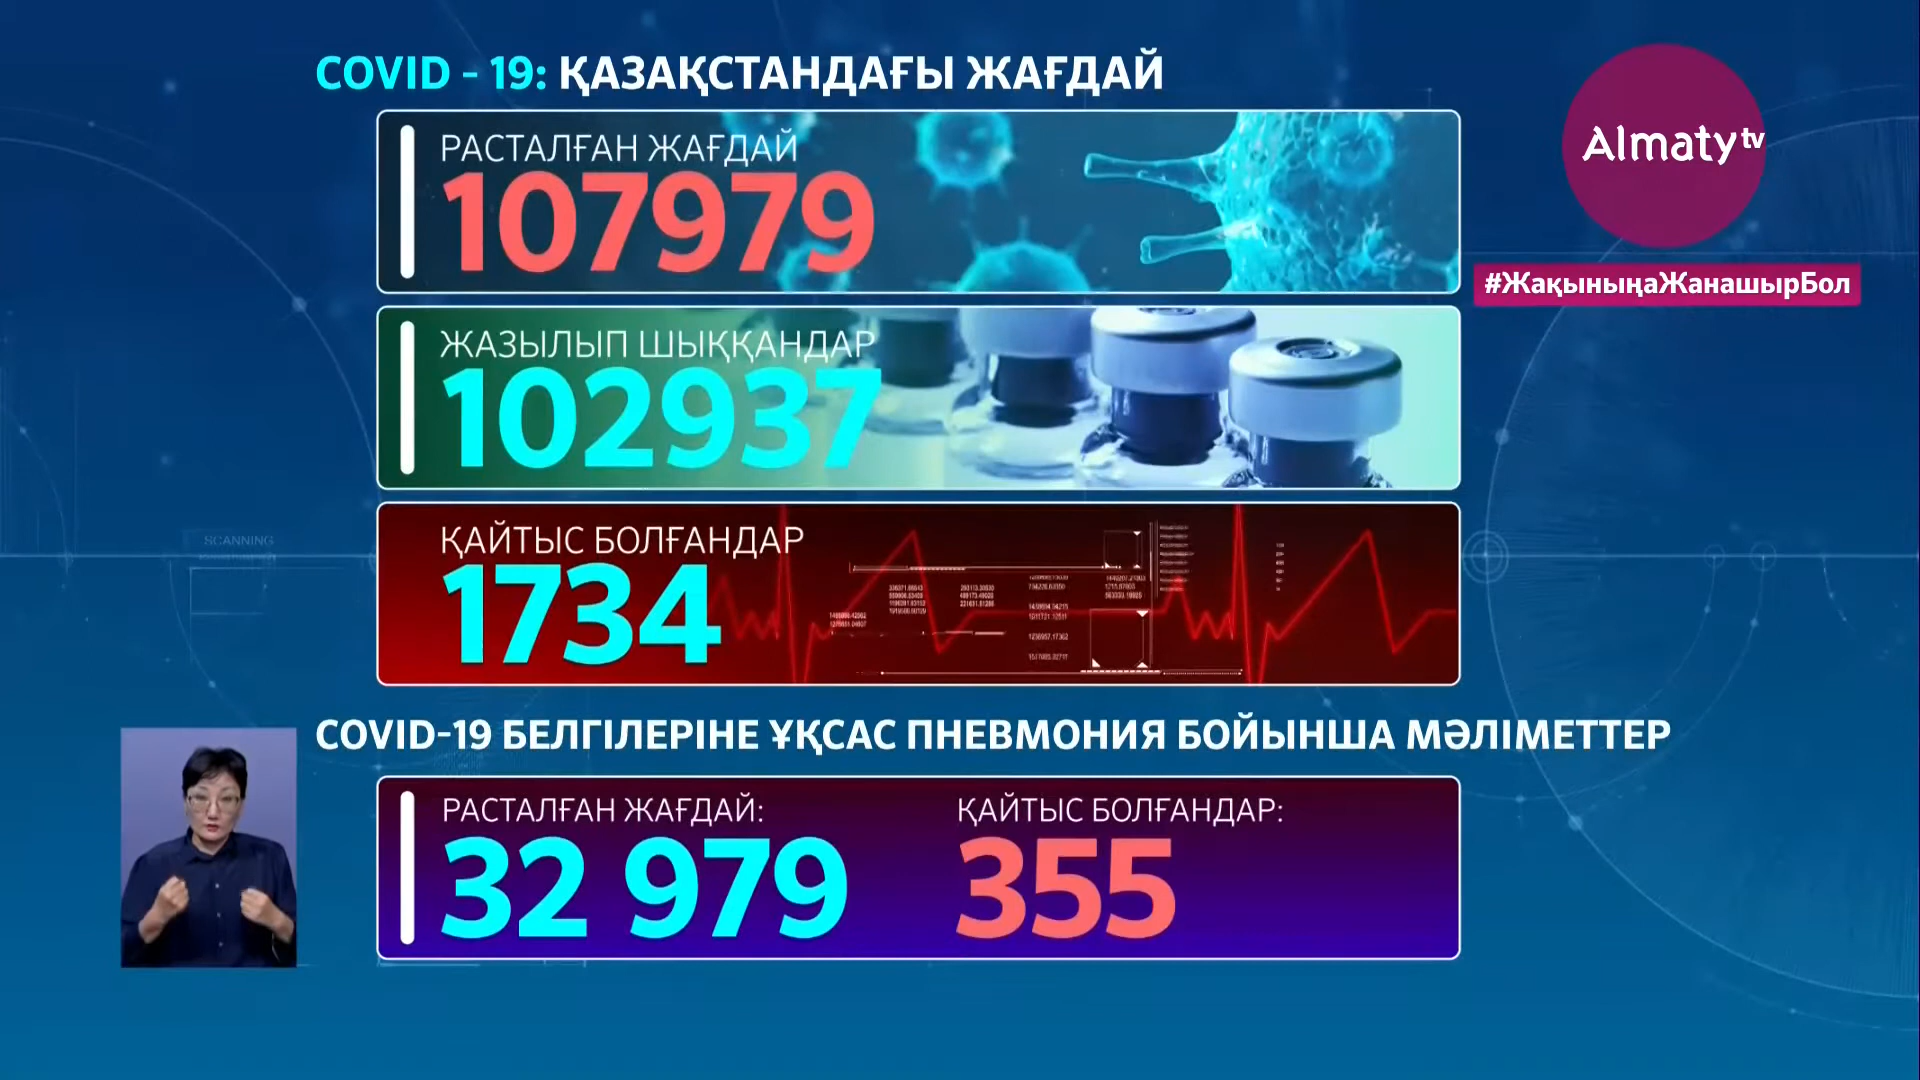 COVID - 19: ҚАЗАҚСТАНДАҒЫ ЖАҒДАЙ
Almaty tv
#ЖақыныңаЖанашырБол
РАСТАЛҒАН ЖАҒДАЙ
107979
ЖАЗЫЛЫП ШЫҚҚАНДАР
102937
ҚАЙТЫС БОЛҒАНДАР
1734
SCANNING
COVID-19 БЕЛГІЛЕРІНЕ ҰҚСАС ПНЕВМОНИЯ БОЙЫНША МӘЛІМЕТТЕР
РАСТАЛҒАН ЖАҒДАЙ:
32 979
ҚАЙТЫС БОЛҒАНДАР:
355